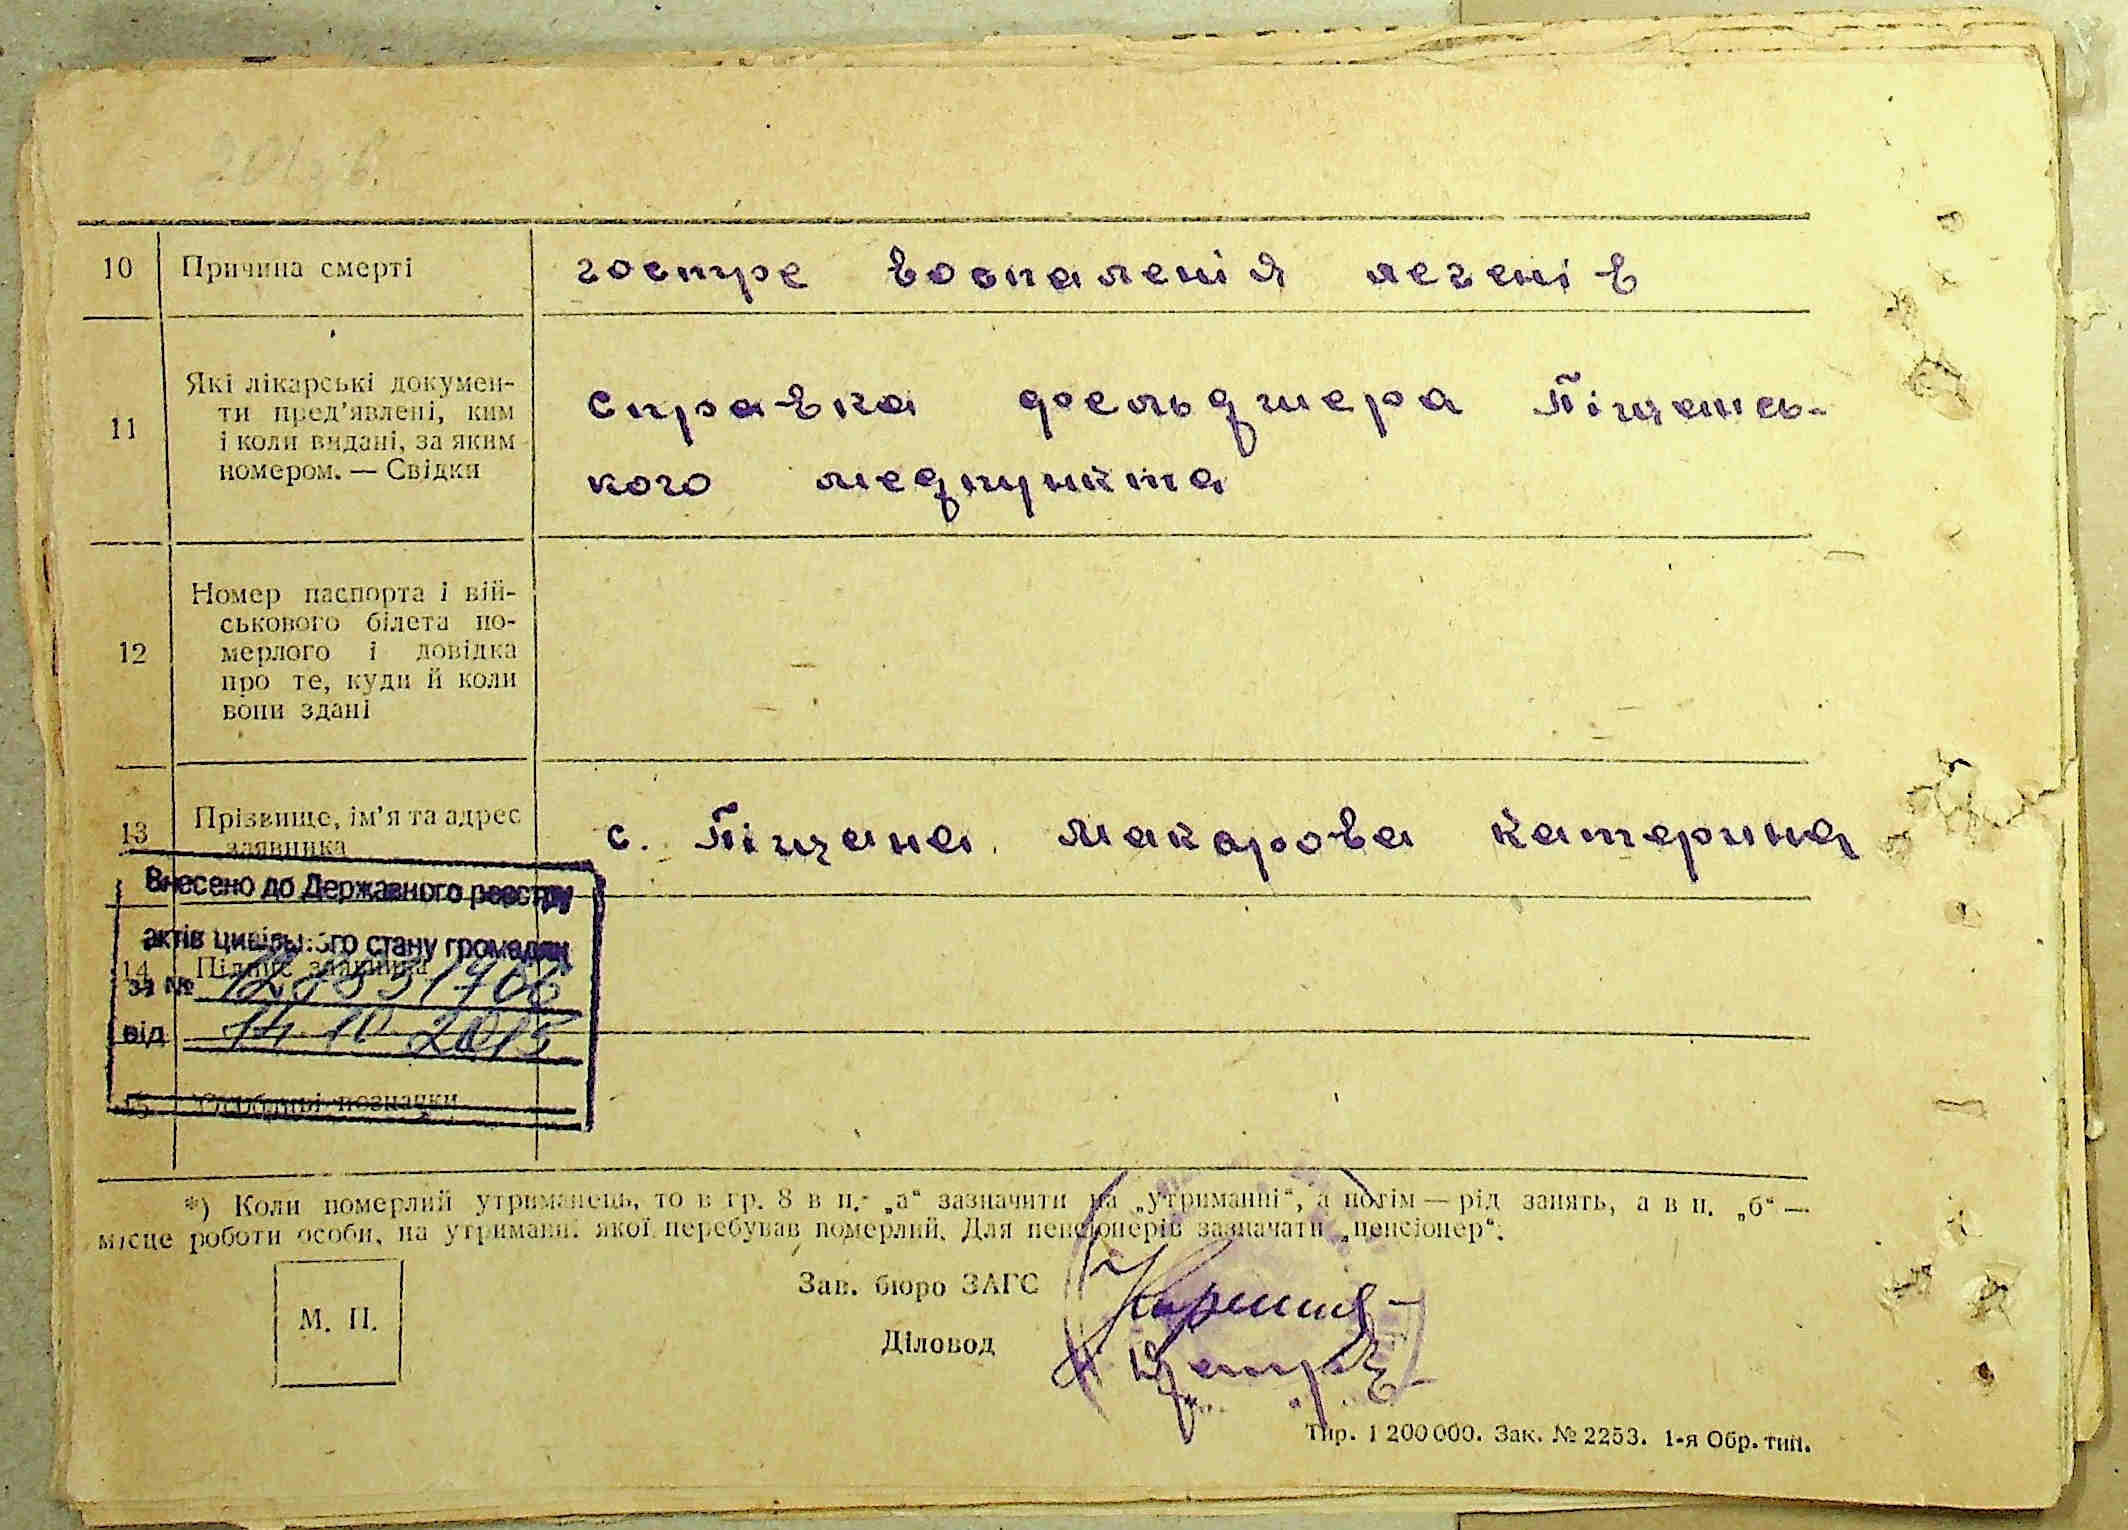 10 Причина смерті гостре воспаленія легенів
11 Які лікарські докумен-
ти пред’явлені, ким
і коли видані, за яким
номером. — Свідки
справка фельдшера Піщансь-
кого медпункта
12 Номер паспорта і вій-
ськового білета по-
мерлого і довідка
про те, куди й коли
вони здані
13 Прізвище, ім’я та адрес
заявника
с. Піщана Макарова Катерина
Внесено до Державного реєстру
актів цивільного стану громадян
14 Підпис заявника
за №
від 14 10 2015
15 позначки
*) Коли померлий утриманець, то в гр. 8 в п. „а“ зазначити на „утриманні“, а потім — рід занять, а в п. „б“ —
місце роботи особи, на утриманні якої перебував померлий. Для пенсіонерів зазначати „пенсіонер“.
Зав. бюро ЗАГС
М. П.
Діловод
Тир. 1 200 000. Зак. № 2253. 1-я Обр. тип.